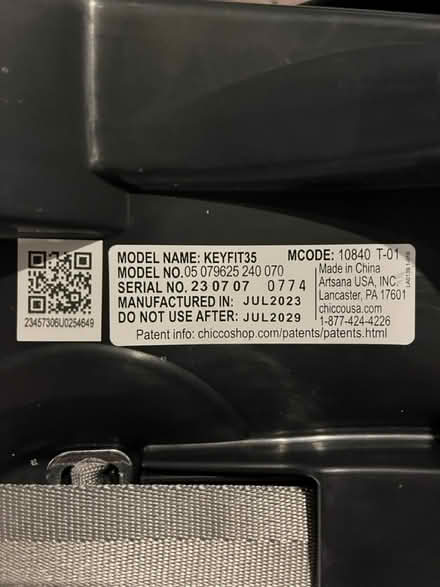 MODEL NAME: KEYFIT35
MODEL NO. 05 079625 240 070
SERIAL NO. 23 07 07 0774
MANUFACTURED IN: JUL2023
DO NOT USE AFTER: JUL2029
MCODE: 10840 T-01
Made in China
Artsana USA, INC.
Lancaster, PA 17601
chiccousa.com
1-877-424-4226
Patent info: chiccoshop.com/patents/patents.html
23457306U0254649